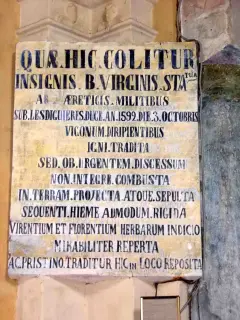 QUÆ.HIC.COLITUR
INSIGNIS.B.VIRGINIS.STATUA
AB ÆRETICIS.MILITIBUS
SUB.LESDIGUIERIS.DUCE.AN.1599.DIE.3.OCTOBRIS
VICONUM.DIRIPIENTIBUS
IGNI.TRADITA
SED.OB.URGENTEM.DISCESSUM
NON.INTEGRE.COMBUSTA
IN.TERRAM.PROJECTA.ATQUE.SEPULTA
SEQUENTI.HIEME ADMODUM.RIGIDA
VIRENTIUM ET FLORENTIUM HERBARUM INDICIO
MIRABILITER REPERTA
AC.PRISTINO.TRADITUR HIC IN LOCO REPOSITA